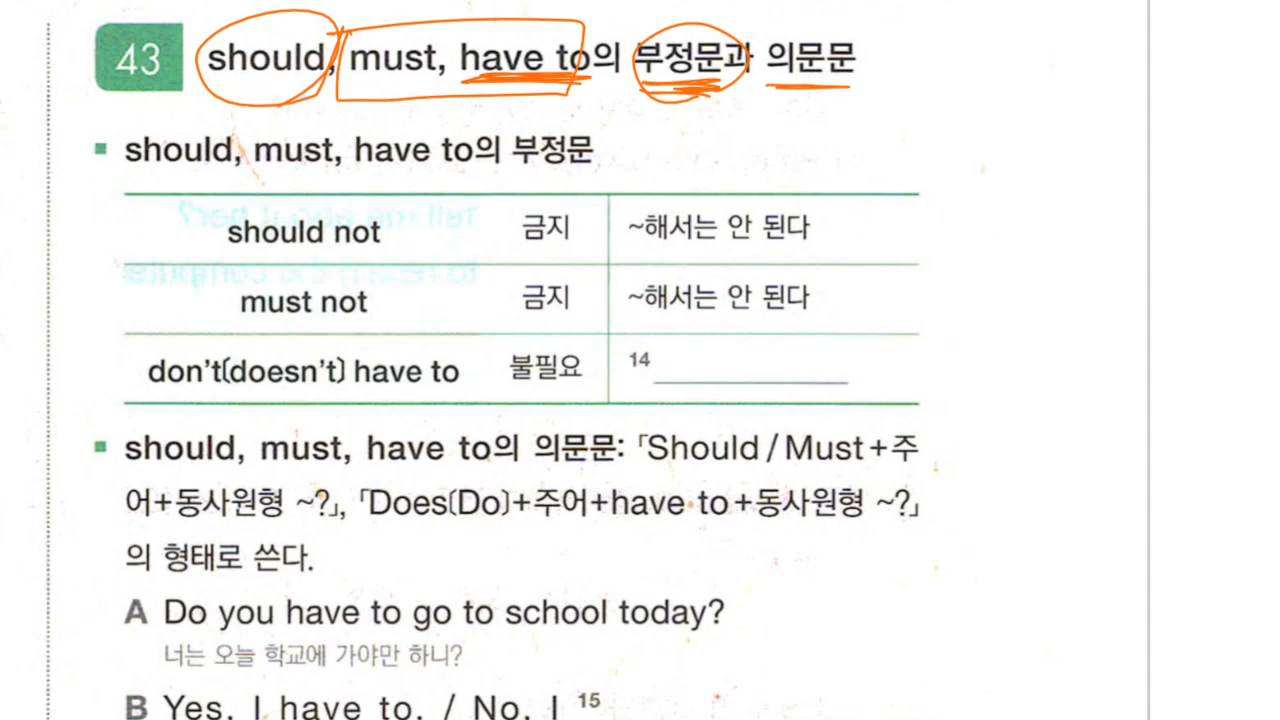 43 should, must, have to의 부정문과 의문문
should, must, have to의 부정문
should not 금지 ~해서는 안 된다
must not 금지 ~해서는 안 된다
don't(doesn't) have to 불필요 14
should, must, have to의 의문문: 「Should / Must+주
어+동사원형 ~?」, 「Does(Do)+주어+have to+동사원형 ~?」
의 형태로 쓴다.
A Do you have to go to school today?
너는 오늘 학교에 가야만 하니?
B Yes, I have to. / No, I 15